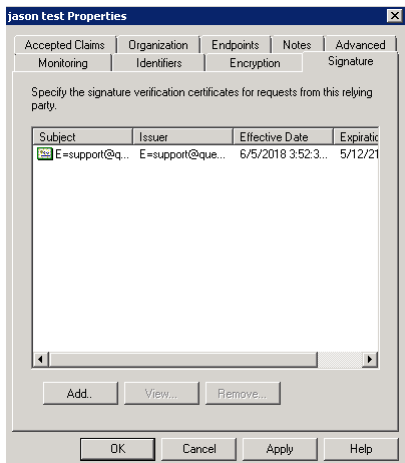 jason test Properties
Accepted Claims Organization Endpoints Notes Advanced
Monitoring Identifiers Encryption Signature
Specify the signature verification certificates for requests from this relying
party.
Subject Issuer Effective Date Expiratic
E=support@q... E=support@que... 6/5/2018 3:52:3... 5/12/21
Add.. View... Remove...
OK Cancel Apply Help